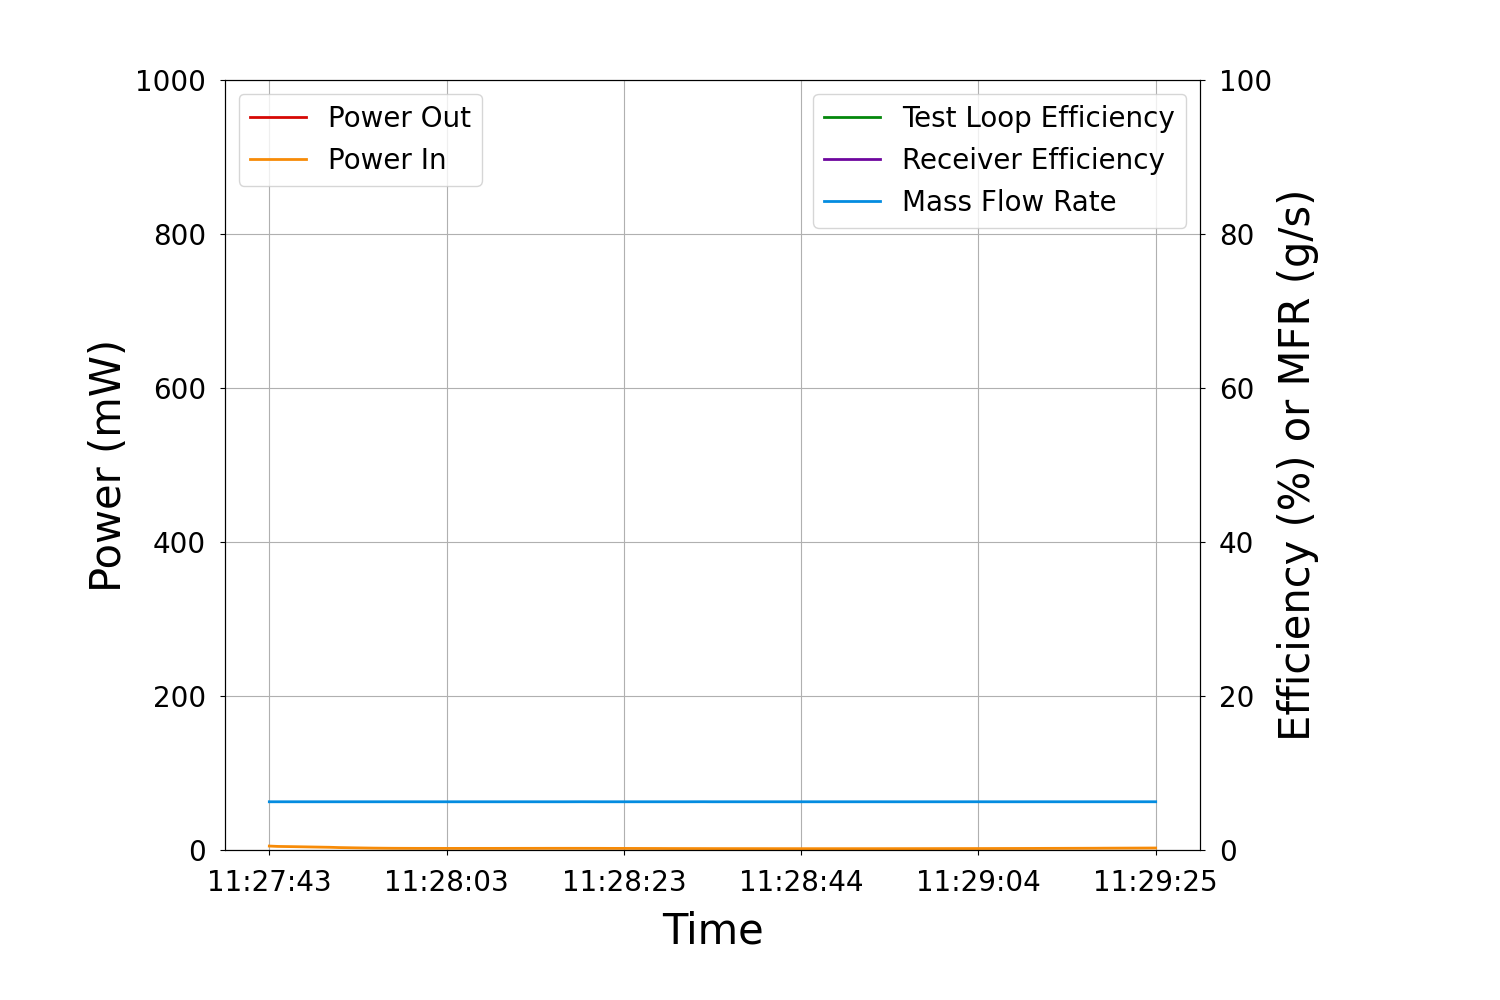 Power Out
Power In
Test Loop Efficiency
Receiver Efficiency
Mass Flow Rate
1000
800
600
400
200
0
Power (mW)
100
80
60
40
20
0
Efficiency (%) or MFR (g/s)
11:27:43 11:28:03 11:28:23 11:28:44 11:29:04 11:29:25
Time